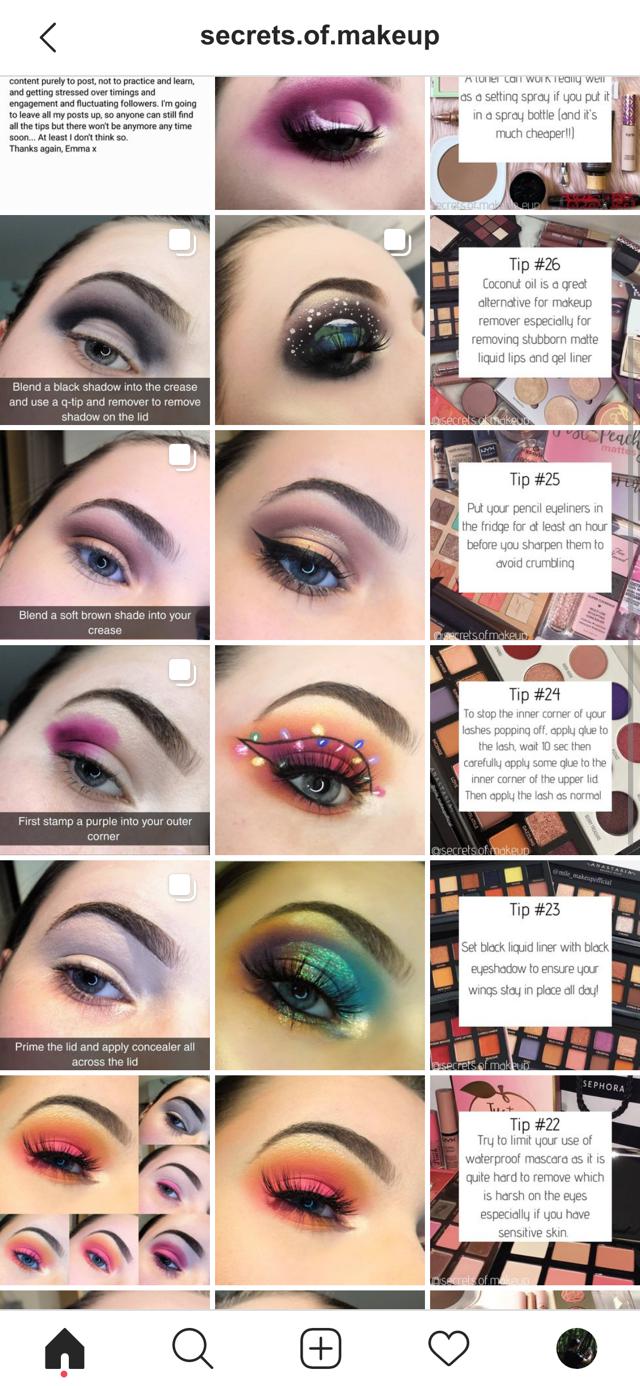 secrets.of.makeup
content purely to post, not to practice and learn,
and getting stressed over timings and
engagement and fluctuating followers. I'm going
to leave all my posts up, so anyone can still find
all the tips but there won't be anymore any time
soon... At least I don't think so.
Thanks again, Emma x
A toner can work really well
as a setting spray if you put it
in a spray bottle (and it's
much cheaper!!)
Blend a black shadow into the crease
and use a q-tip and remover to remove
shadow on the lid
Tip #26
Coconut oil is a great
alternative for makeup
remover especially for
removing stubborn matte
liquid lips and gel liner
@secrets.of.makeup
Blend a soft brown shade into your
crease
Tip #25
Put your pencil eyeliners in
the fridge for at least an hour
before you sharpen them to
avoid crumbling
Peach
mattes
NYX
@secrets.of.makeup
First stamp a purple into your outer
corner
Tip #24
To stop the inner corner of your
lashes popping off, apply glue to
the lash, wait 10 sec then
carefully apply some glue to the
inner corner of the upper lid.
Then apply the lash as normal
@secrets.of.makeup
Prime the lid and apply concealer all
across the lid
ANASTASIA
Tip #23
Set black liquid liner with black
eyeshadow to ensure your
wings stay in place all day!
@secrets.of.makeup
SEPHORA
Tip #22
Try to limit your use of
waterproof mascara as it is
quite hard to remove which
is harsh on the eyes
especially if you have
sensitive skin.
@secrets.of.makeup